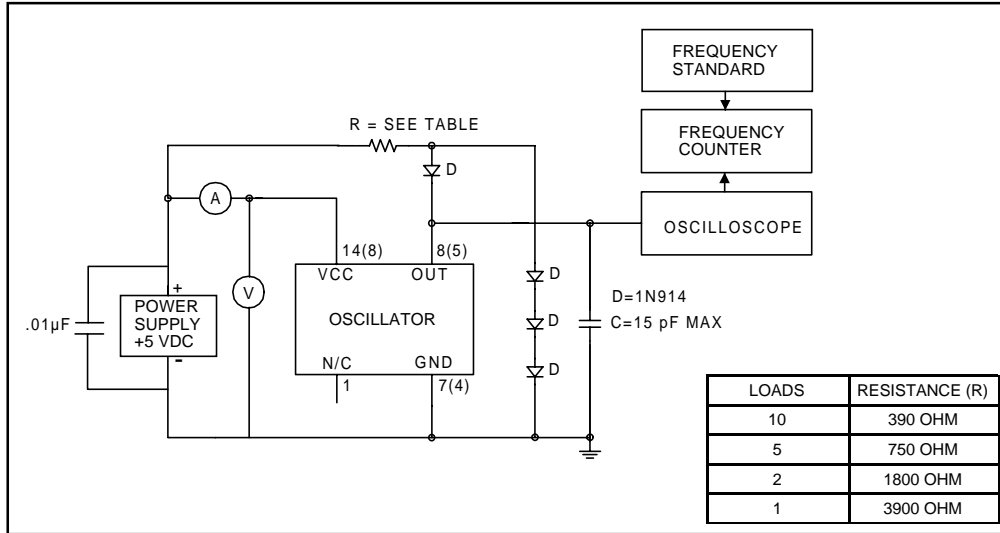 FREQUENCY
STANDARD
R = SEE TABLE
FREQUENCY
COUNTER
D
A
OSCILLOSCOPE
14(8)
8(5)
VCC
OUT
D
V
+
D=1N914
POWER
SUPPLY
+5 VDC
.01µF
OSCILLATOR
D
C=15 pF MAX
-
N/C
GND
D
1
7(4)
LOADS RESISTANCE (R)
10 390 OHM
5 750 OHM
2 1800 OHM
1 3900 OHM